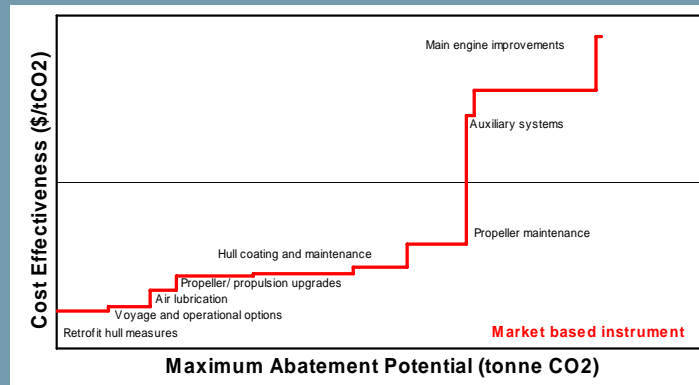 Cost Effectiveness ($/tCO2)
Main engine improvements
Auxiliary systems
Propeller maintenance
Hull coating and maintenance
Propeller/ propulsion upgrades
Air lubrication
Voyage and operational options
Retrofit hull measures
Market based instrument
Maximum Abatement Potential (tonne CO2)